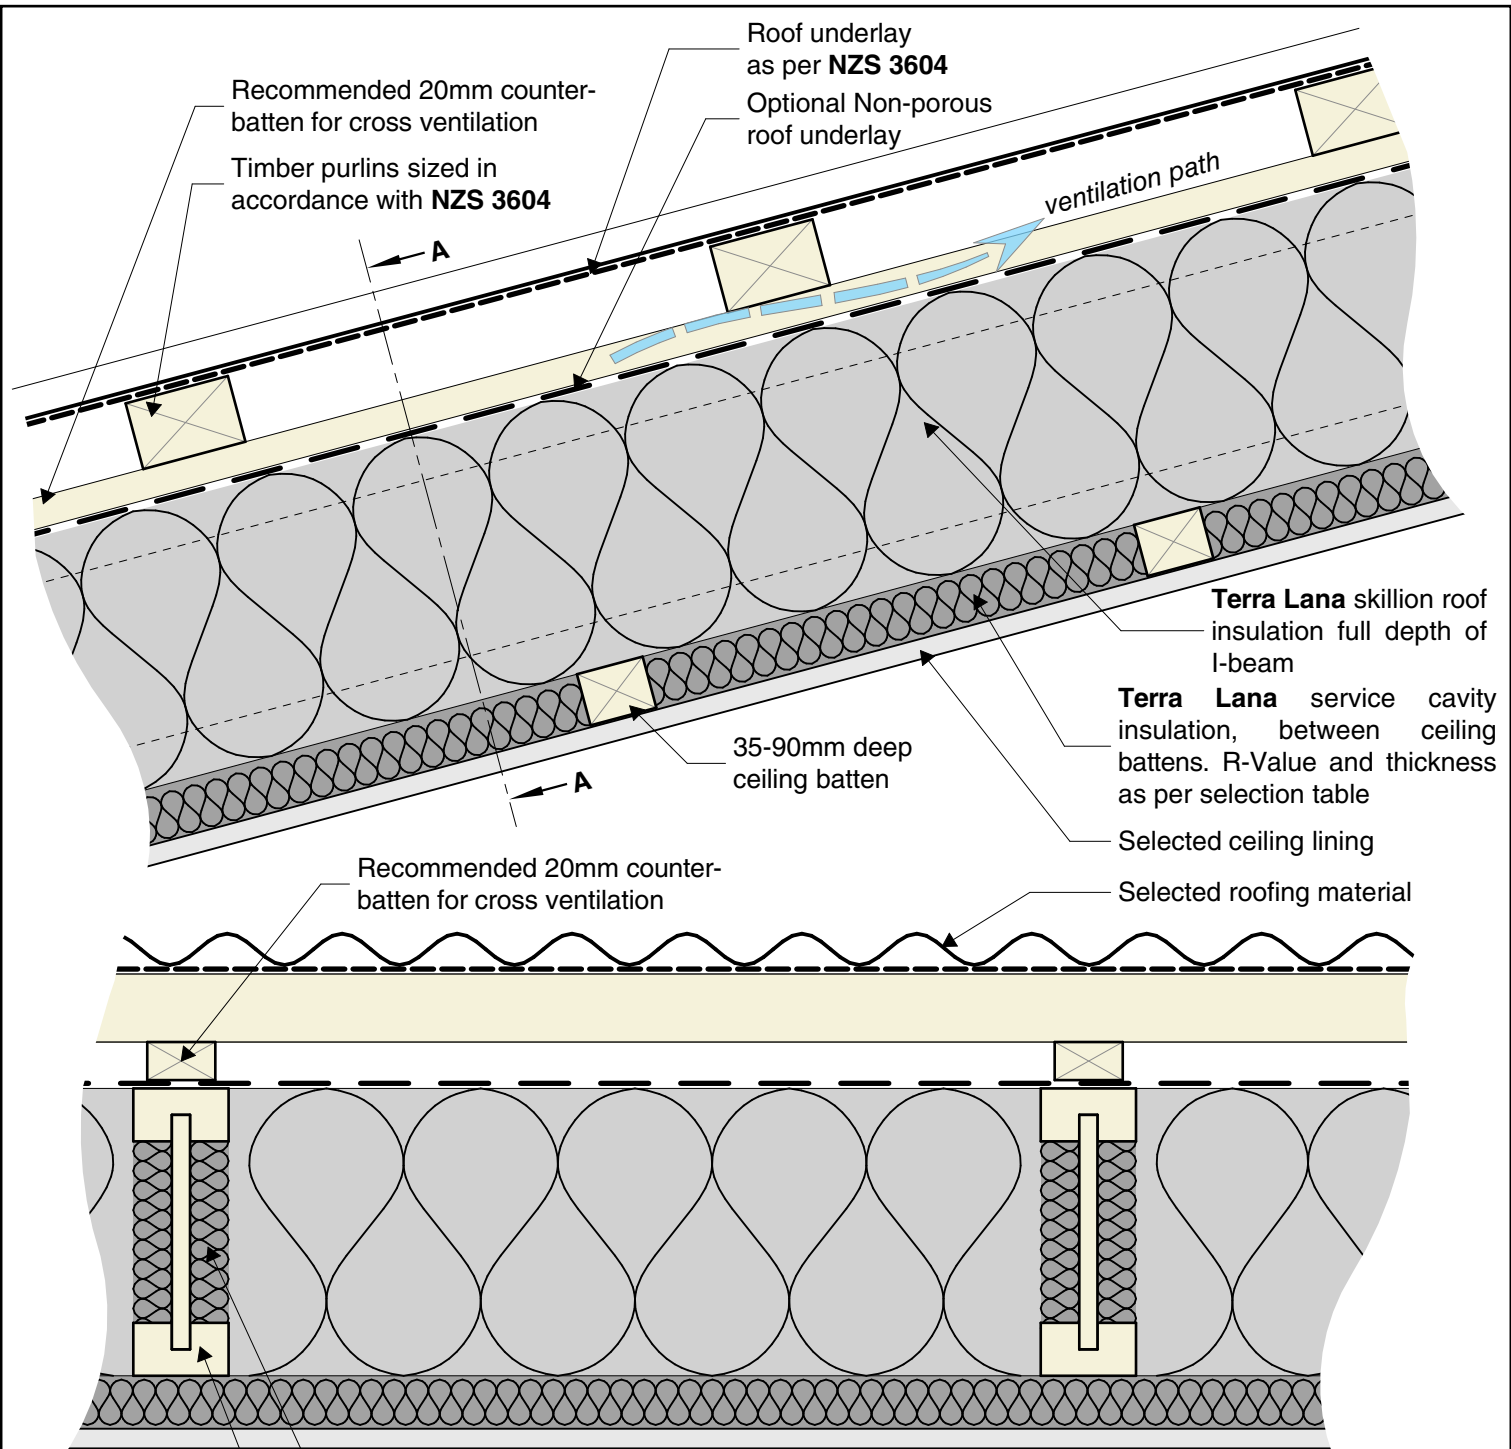 Roof underlay
as per NZS 3604
Recommended 20mm counter-
batten for cross ventilation
Optional Non-porous
roof underlay
Timber purlins sized in
accordance with NZS 3604
ventilation path
A
Terra Lana skillion roof
insulation full depth of
I-beam
Terra Lana service cavity
insulation, between ceiling
battens. R-Value and thickness
as per selection table
35-90mm deep
ceiling batten
A
Selected ceiling lining
Recommended 20mm counter-
batten for cross ventilation
Selected roofing material